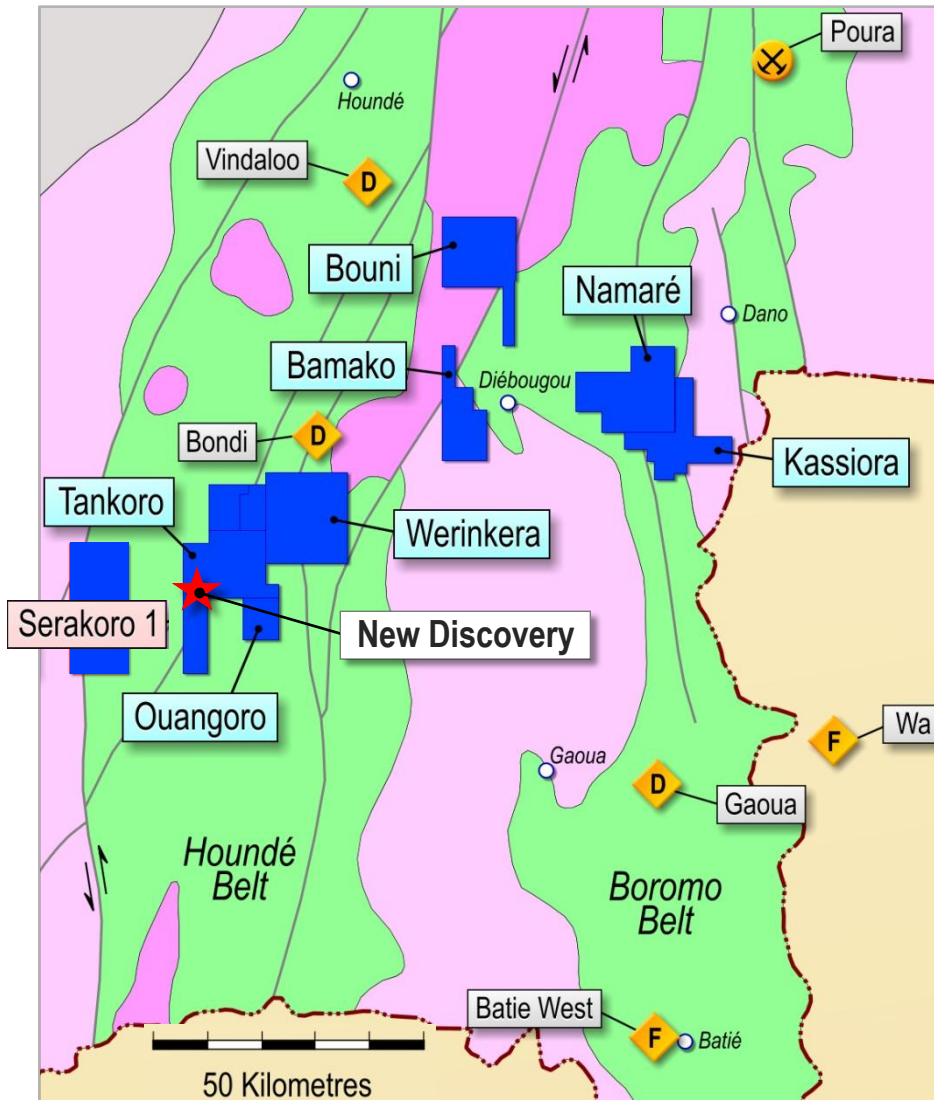 Poura
Houndé
Vindaloo
D
Bouni
Namaré
Dano
Bamako
Diébougou
Bondi
D
Kassiora
Tankoro
Werinkera
Serakoro 1
New Discovery
Ouangoro
Wa
F
Gaoua
D
Gaoua
Houndé
Belt
Boromo
Belt
Batie West
F
Batié
50 Kilometres